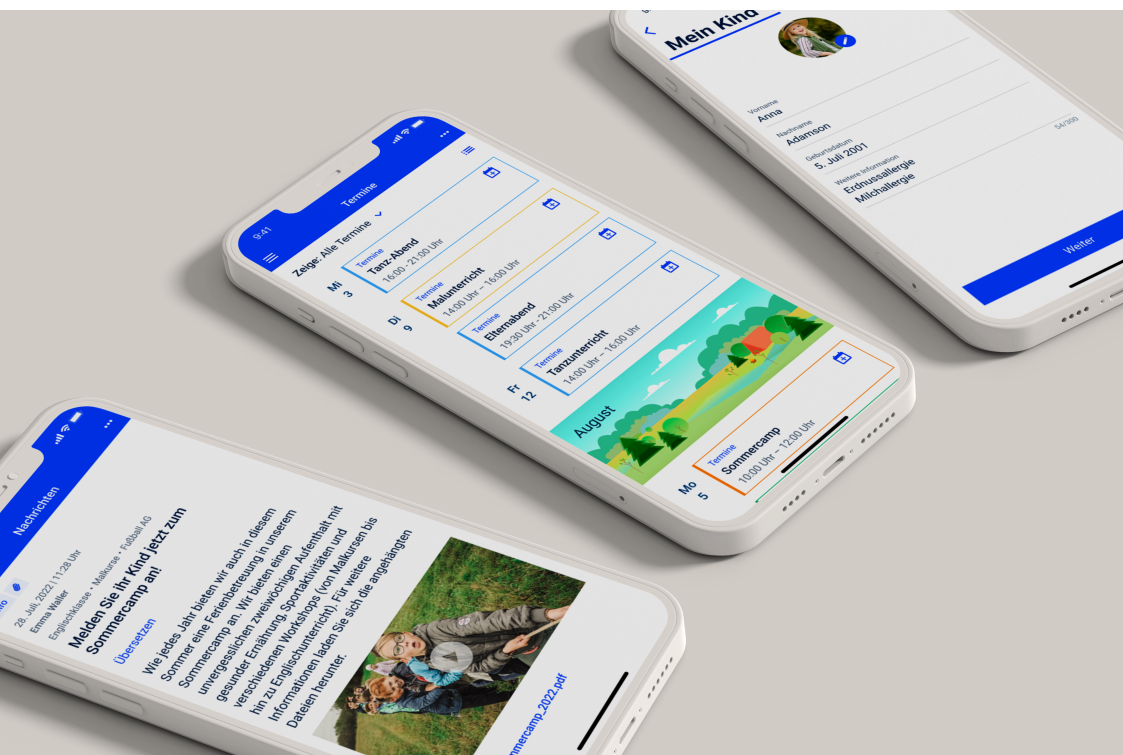 Nachrichten
28. Juli, 2022 | 11:28 Uhr
Emma Waller
Englischklasse • Malkurse • Fußball AG
Melden Sie ihr Kind jetzt zum
Sommercamp an!
Übersetzen
Wie jedes Jahr bieten wir auch in diesem
Sommer eine Ferienbetreuung in unserem
Sommercamp an. Wir bieten einen
unvergesslichen zweiwöchigen Aufenthalt mit
gesunder Ernährung, Sportaktivitäten und
verschiedenen Workshops (von Malkursen bis
hin zu Englischunterricht). Für weitere
Informationen laden Sie sich die angehängten
Dateien herunter.
mmercamp_2022.pdf
9:41
Termine
Zeige: Alle Termine
Mi
3
Termine
Tanz-Abend
16:00 - 21:00 Uhr
Di
9
Termine
Malunterricht
14:00 Uhr – 16:00 Uhr
Termine
Elternabend
19:30 Uhr - 21:00 Uhr
Fr
12
Termine
Tanzunterricht
14:00 Uhr – 16:00 Uhr
August
Mo
5
Termine
Sommercamp
10:00 Uhr – 12:00 Uhr
Mein Kind
Vorname
Anna
Nachname
Adamson
Geburtsdatum
5. Juli 2001
Weitere Information
54/300
Erdnussallergie
Milchallergie
Weiter